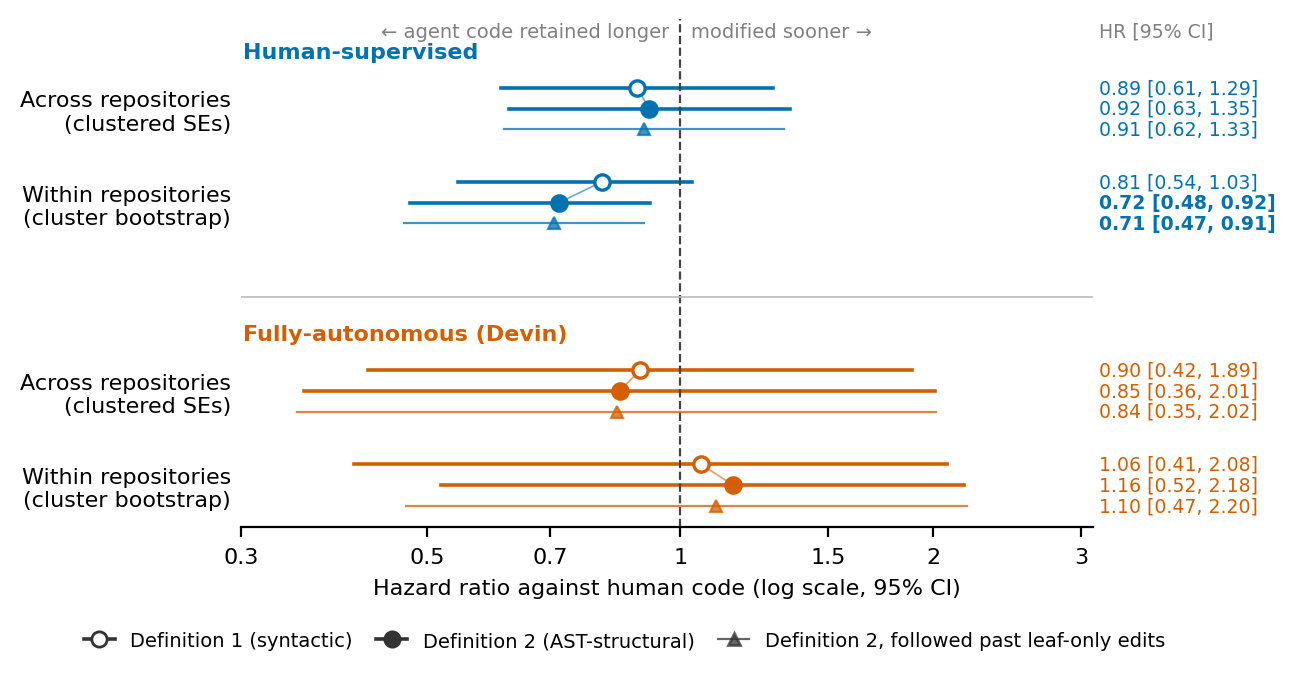 ← agent code retained longer modified sooner → HR [95% CI]
Human-supervised
Across repositories
(clustered SEs)
0.89 [0.61, 1.29]
0.92 [0.63, 1.35]
0.91 [0.62, 1.33]
Within repositories
(cluster bootstrap)
0.81 [0.54, 1.03]
0.72 [0.48, 0.92]
0.71 [0.47, 0.91]
Fully-autonomous (Devin)
Across repositories
(clustered SEs)
0.90 [0.42, 1.89]
0.85 [0.36, 2.01]
0.84 [0.35, 2.02]
Within repositories
(cluster bootstrap)
1.06 [0.41, 2.08]
1.16 [0.52, 2.18]
1.10 [0.47, 2.20]
0.3 0.5 0.7 1 1.5 2 3
Hazard ratio against human code (log scale, 95% CI)
Definition 1 (syntactic) Definition 2 (AST-structural) Definition 2, followed past leaf-only edits